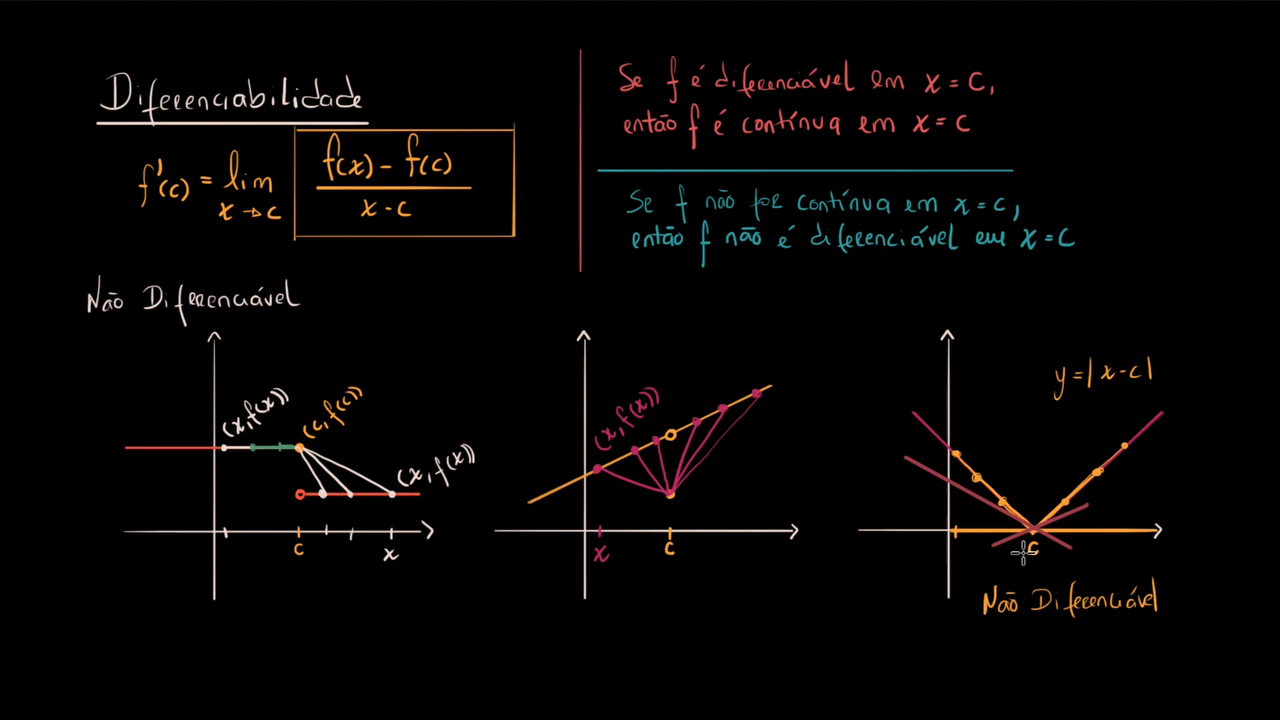 Diferenciabilidade
f'(c) = lim x→c f(x) - f(c) / x - c
Se f é diferenciável em x = c,
então f é contínua em x = c
Se f não for contínua em x = c,
então f não é diferenciável em x = c
Não Diferenciável
(x, f(x))
(c, f(c))
(x, f(x))
c
x
(x, f(x))
x
c
y = |x - c|
c
Não Diferenciável